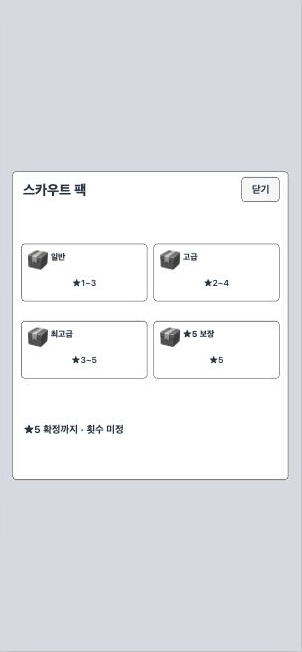 스카우트 팩
닫기
일반
★1~3
고급
★2~4
최고급
★3~5
★5 보장
★5
★5 확정까지 · 횟수 미정